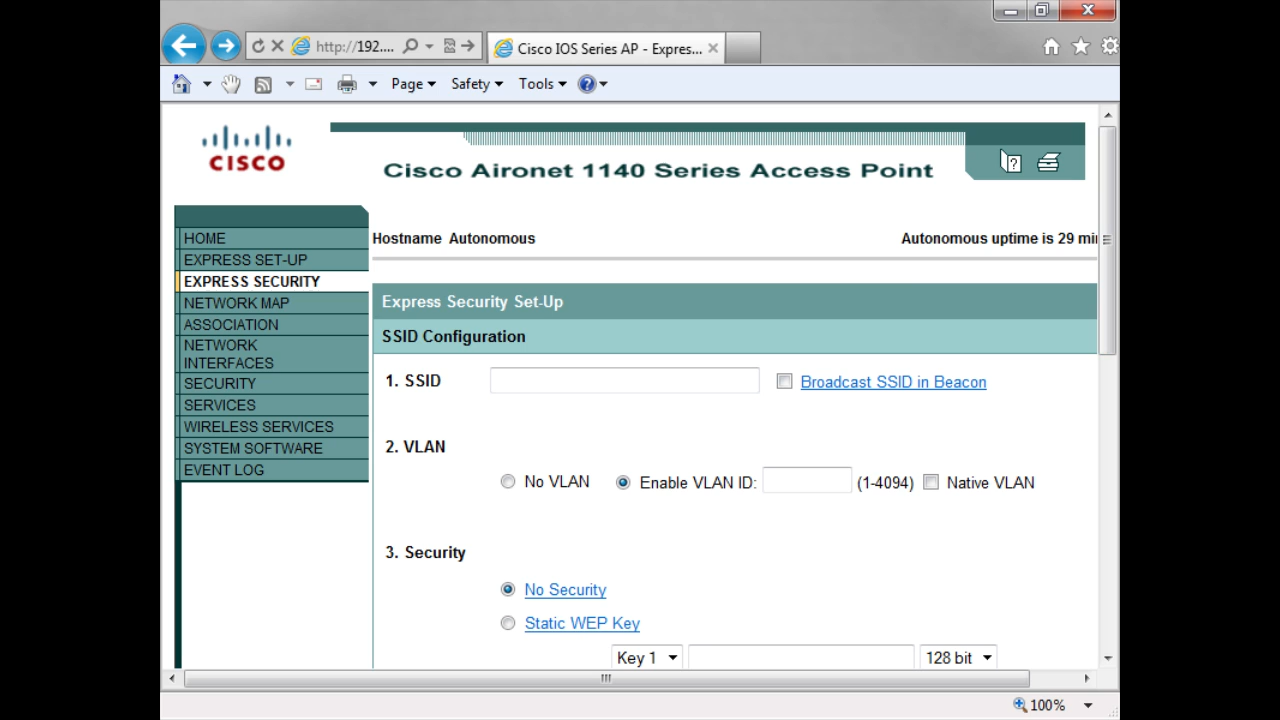 http://192....
Cisco IOS Series AP - Expres...
Page
Safety
Tools
CISCO
Cisco Aironet 1140 Series Access Point
HOME
EXPRESS SET-UP
EXPRESS SECURITY
NETWORK MAP
ASSOCIATION
NETWORK
INTERFACES
SECURITY
SERVICES
WIRELESS SERVICES
SYSTEM SOFTWARE
EVENT LOG
Hostname Autonomous
Autonomous uptime is 29 mi
Express Security Set-Up
SSID Configuration
1. SSID
Broadcast SSID in Beacon
2. VLAN
No VLAN Enable VLAN ID: (1-4094) Native VLAN
3. Security
No Security
Static WEP Key
Key 1 128 bit
100%